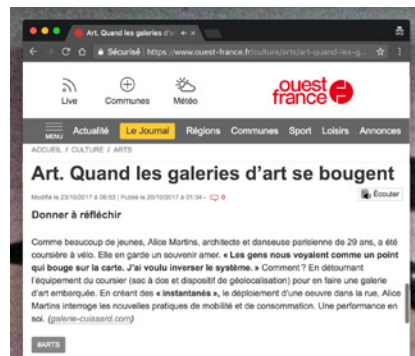 Art. Quand les galeries d'ar
Sécurisé | https://www.ouest-france.fr/culture/arts/art-quand-les-g...
Live
Communes
Météo
ouest
france
MENU Actualité Le Journal Régions Communes Sport Loisirs Annonces
ACCUEIL / CULTURE / ARTS
Art. Quand les galeries d'art se bougent
Modifié le 23/10/2017 à 09:53 | Publié le 20/10/2017 à 01:34 - 0
Écouter
Donner à réfléchir
Comme beaucoup de jeunes, Alice Martins, architecte et danseuse parisienne de 29 ans, a été
coursière à vélo. Elle en garde un souvenir amer. « Les gens nous voyaient comme un point
qui bouge sur la carte. J'ai voulu inverser le système. » Comment ? En détournant
l'équipement du coursier (sac à dos et dispositif de géolocalisation) pour en faire une galerie
d'art embarquée. En créant des « instantanés », le déploiement d'une oeuvre dans la rue, Alice
Martins interroge les nouvelles pratiques de mobilité et de consommation. Une performance en
soi. (galerie-cuissard.com)
#ARTS